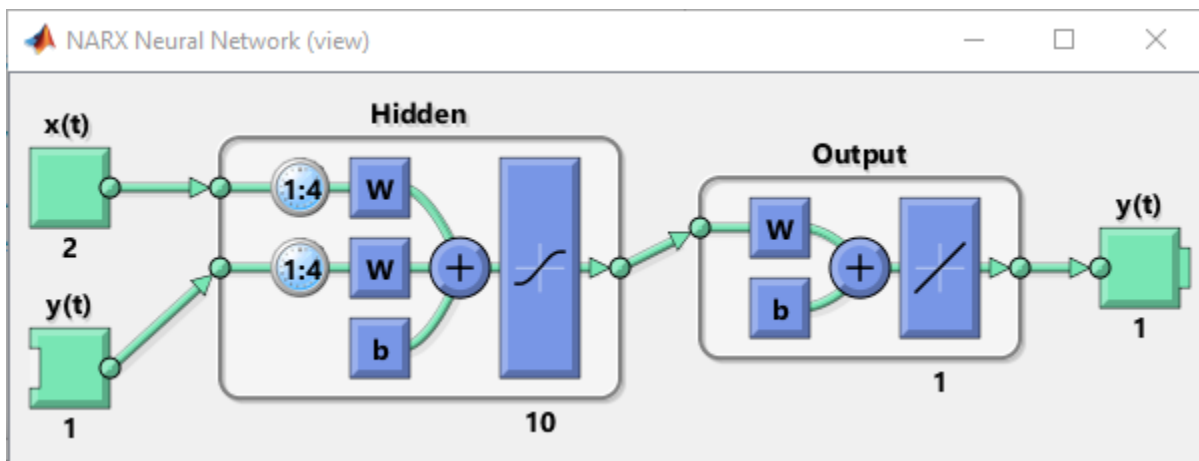 NARX Neural Network (view)
x(t)
2
y(t)
1
Hidden
1:4
W
1:4
W
b
+
10
Output
W
b
+
1
y(t)
1